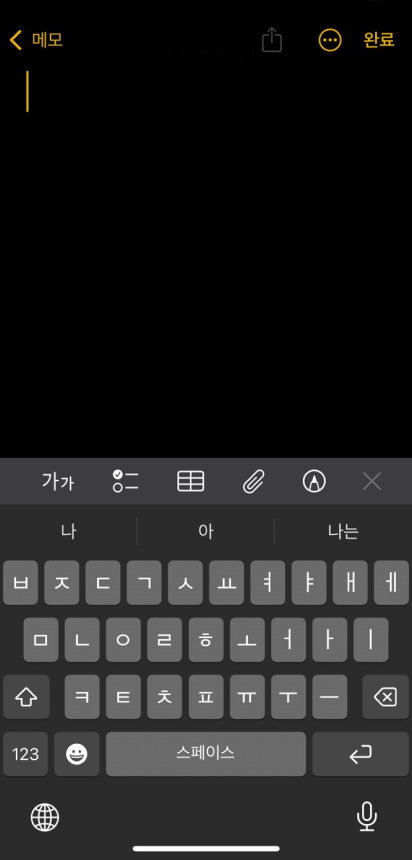 메모 완료
가가
나 아 나는
ㅂ ㅈ ㄷ ㄱ ㅅ ㅛ ㅕ ㅑ ㅐ ㅔ
ㅁ ㄴ ㅇ ㄹ ㅎ ㅗ ㅓ ㅏ ㅣ
ㅋ ㅌ ㅊ ㅍ ㅠ ㅜ ㅡ
123 스페이스